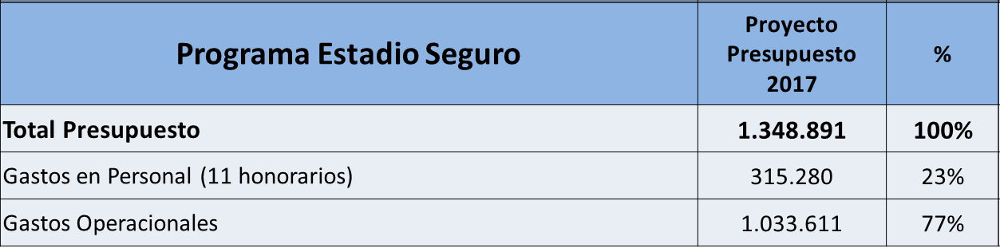 Programa Estadio Seguro
Proyecto
Presupuesto
2017
%
Total Presupuesto 1.348.891 100%
Gastos en Personal (11 honorarios) 315.280 23%
Gastos Operacionales 1.033.611 77%